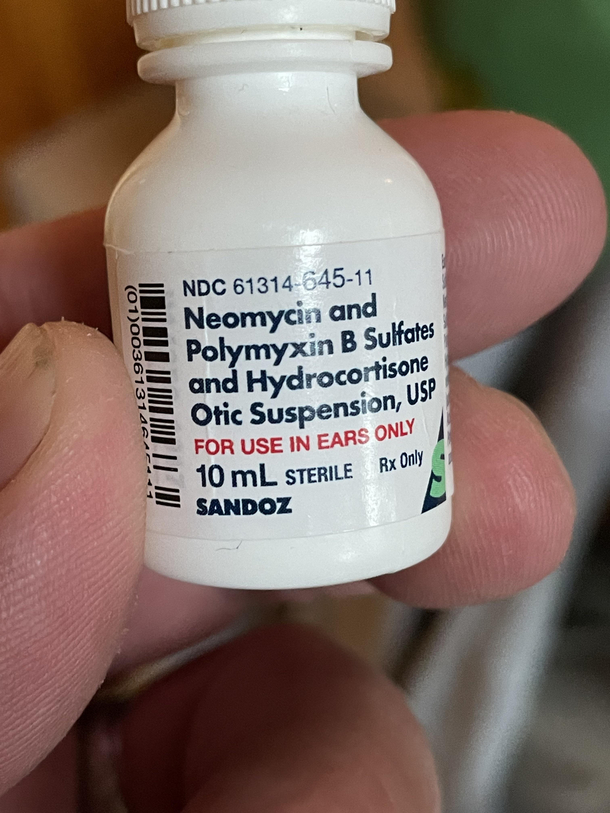 NDC 61314-645-11
Neomycin and
Polymyxin B Sulfates
and Hydrocortisone
Otic Suspension, USP
FOR USE IN EARS ONLY
10 mL STERILE Rx Only
SANDOZ
S